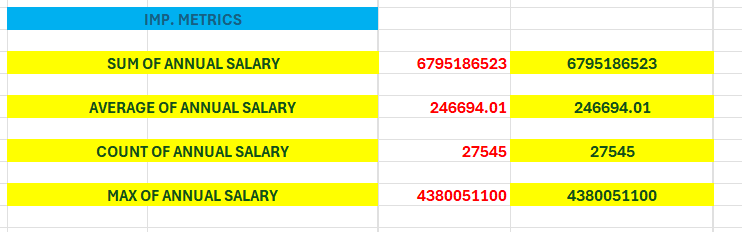 IMP. METRICS
SUM OF ANNUAL SALARY 6795186523 6795186523
AVERAGE OF ANNUAL SALARY 246694.01 246694.01
COUNT OF ANNUAL SALARY 27545 27545
MAX OF ANNUAL SALARY 4380051100 4380051100